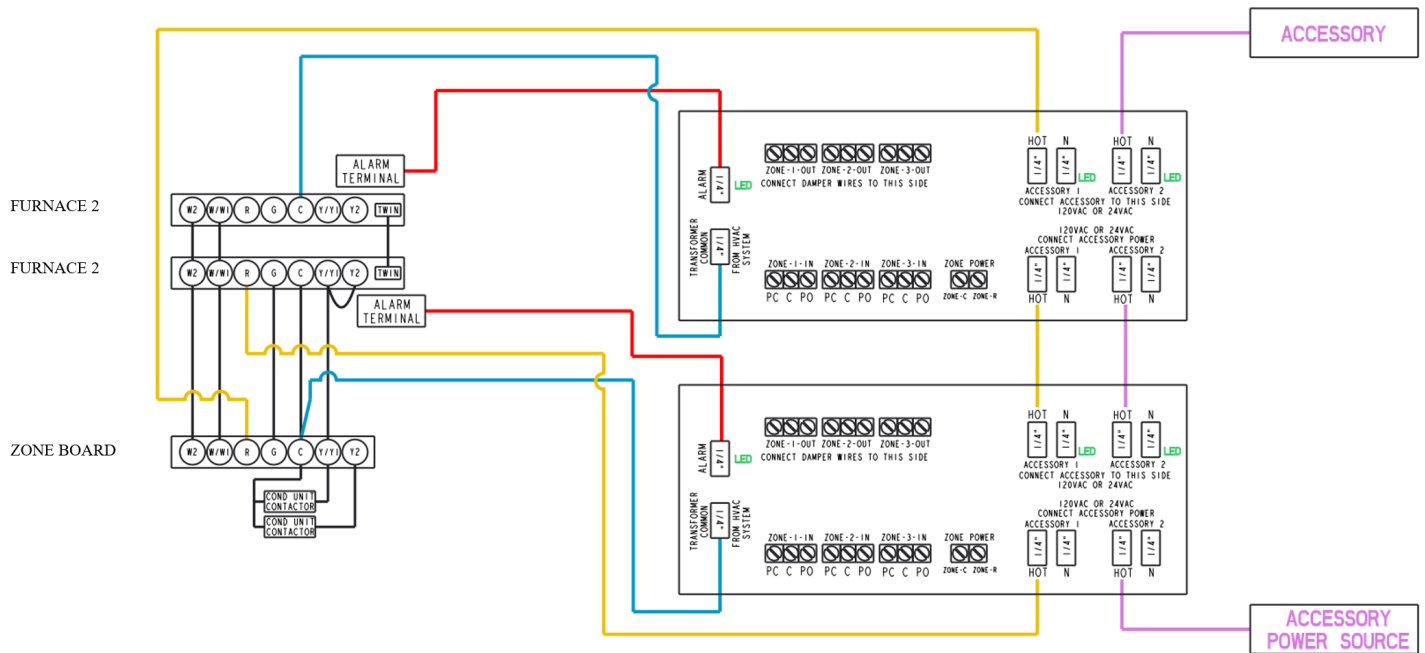 ACCESSORY
HOT N HOT N
1/4" 1/4" 1/4" 1/4"
LED LED
ACCESSORY 1 ACCESSORY 2
CONNECT ACCESSORY TO THIS SIDE
120VAC OR 24VAC
ZONE-1-OUT ZONE-2-OUT ZONE-3-OUT
CONNECT DAMPER WIRES TO THIS SIDE
ALARM
1/4"
LED
ALARM
TERMINAL
FURNACE 2
W2 W/W1 R G C Y/Y1 Y2 TWIN
TRANSFORMER
COMMON
1/4"
FROM HVAC
SYSTEM
120VAC OR 24VAC
CONNECT ACCESSORY POWER
ACCESSORY 1 ACCESSORY 2
1/4" 1/4" 1/4" 1/4"
HOT N HOT N
FURNACE 2
W2 W/W1 R G C Y/Y1 Y2 TWIN
ZONE-1-IN ZONE-2-IN ZONE-3-IN ZONE POWER
PC C PO PC C PO PC C PO ZONE-C ZONE-R
ALARM
TERMINAL
HOT N HOT N
1/4" 1/4" 1/4" 1/4"
LED LED
ACCESSORY 1 ACCESSORY 2
CONNECT ACCESSORY TO THIS SIDE
120VAC OR 24VAC
ZONE-1-OUT ZONE-2-OUT ZONE-3-OUT
CONNECT DAMPER WIRES TO THIS SIDE
ALARM
1/4"
LED
ZONE BOARD
W2 W/W1 R G C Y/Y1 Y2
COND UNIT
CONTACTOR
COND UNIT
CONTACTOR
TRANSFORMER
COMMON
1/4"
FROM HVAC
SYSTEM
120VAC OR 24VAC
CONNECT ACCESSORY POWER
ACCESSORY 1 ACCESSORY 2
1/4" 1/4" 1/4" 1/4"
HOT N HOT N
ZONE-1-IN ZONE-2-IN ZONE-3-IN ZONE POWER
PC C PO PC C PO PC C PO ZONE-C ZONE-R
ACCESSORY
POWER SOURCE